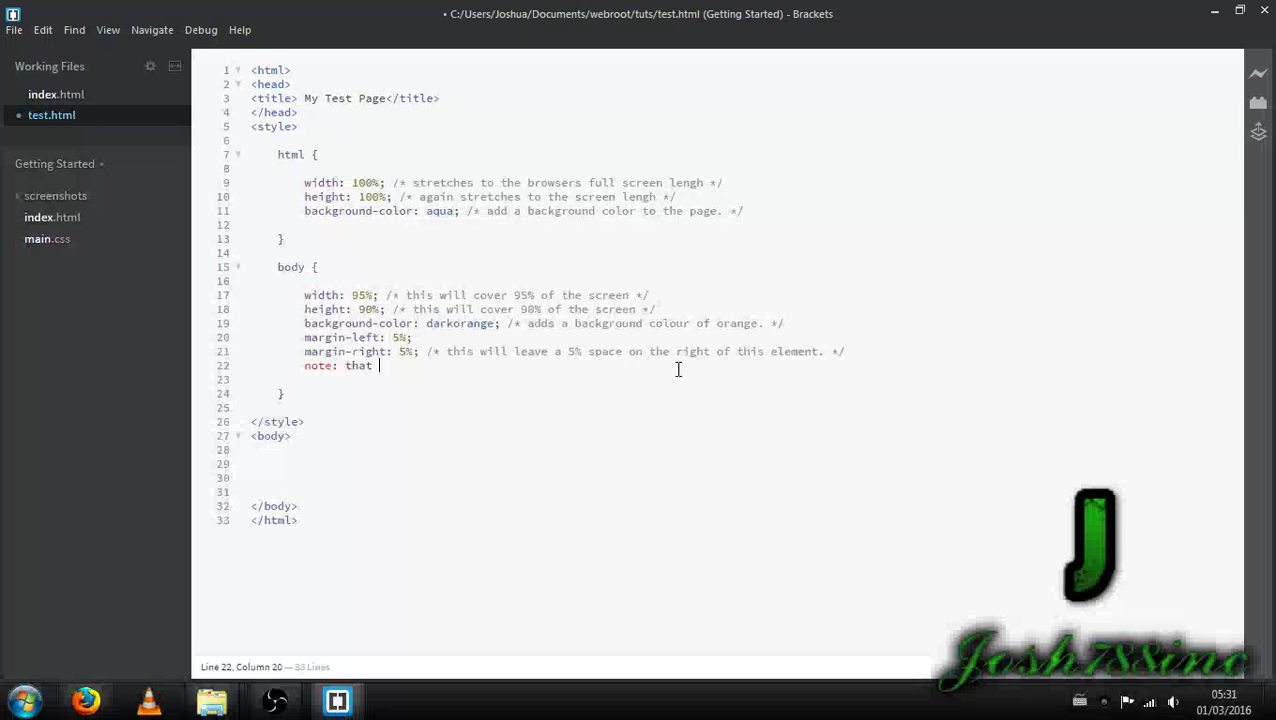 • C:/Users/Joshua/Documents/webroot/tuts/test.html (Getting Started) - Brackets
File Edit View Navigate Debug Help
Working Files
index.html
test.html
Getting Started
screenshots
index.html
main.css
1 <html>
2 <head>
3 <title> My Test Page</title>
4 </head>
5 <style>
6
7 html {
8
9 width: 100%; /* stretches to the browsers full screen lengh */
10 height: 100%; /* again stretches to the screen lengh */
11 background-color: aqua; /* add a background color to the page. */
12
13 }
14
15 body {
16
17 width: 95%; /* this will cover 95% of the screen */
18 height: 90%; /* this will cover 90% of the screen */
19 background-color: darkorange; /* adds a background colour of orange. */
20 margin-left: 5%;
21 margin-right: 5%; /* this will leave a 5% space on the right of this element. */
22 note: that
23
24 }
25
26 </style>
27 <body>
28
29
30
31
32 </body>
33 </html>
J
Josh788inc
Line 22, Column 20 — 33 Lines
05:31
01/03/2016